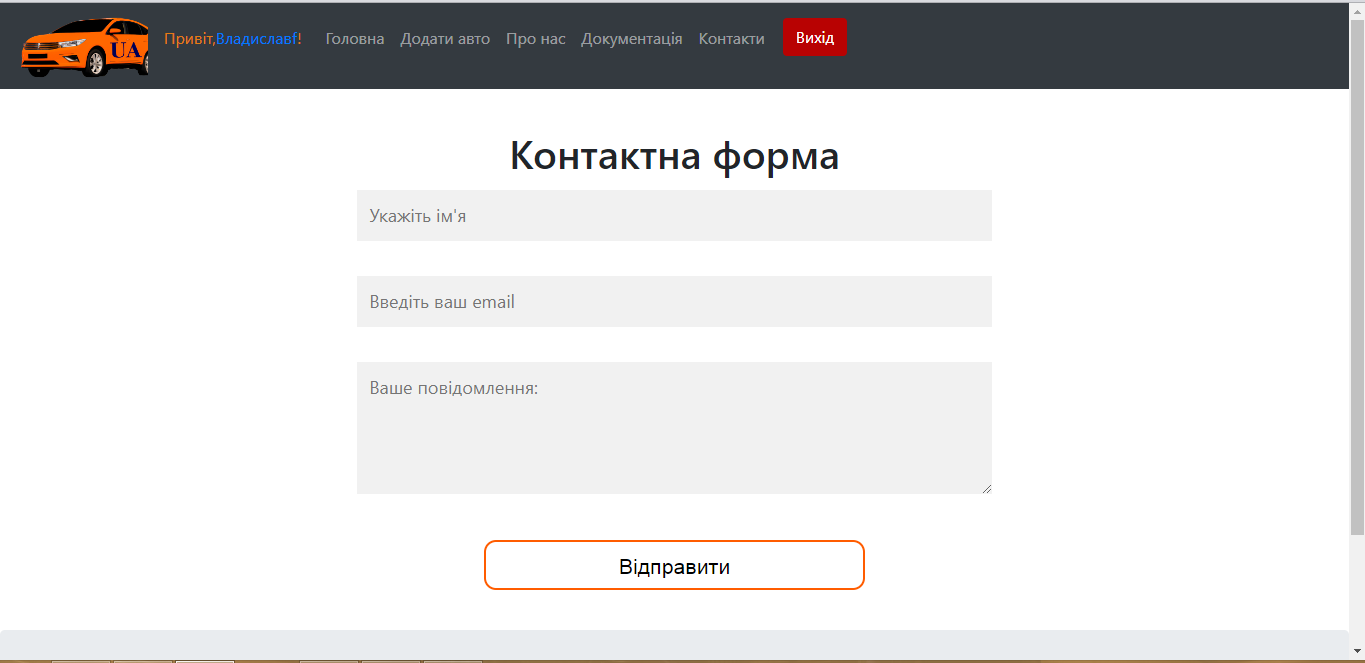 UA Привіт,Владиславf! Головна Додати авто Про нас Документація Контакти Вихід
Контактна форма
Укажіть ім'я
Введіть ваш email
Ваше повідомлення:
Відправити